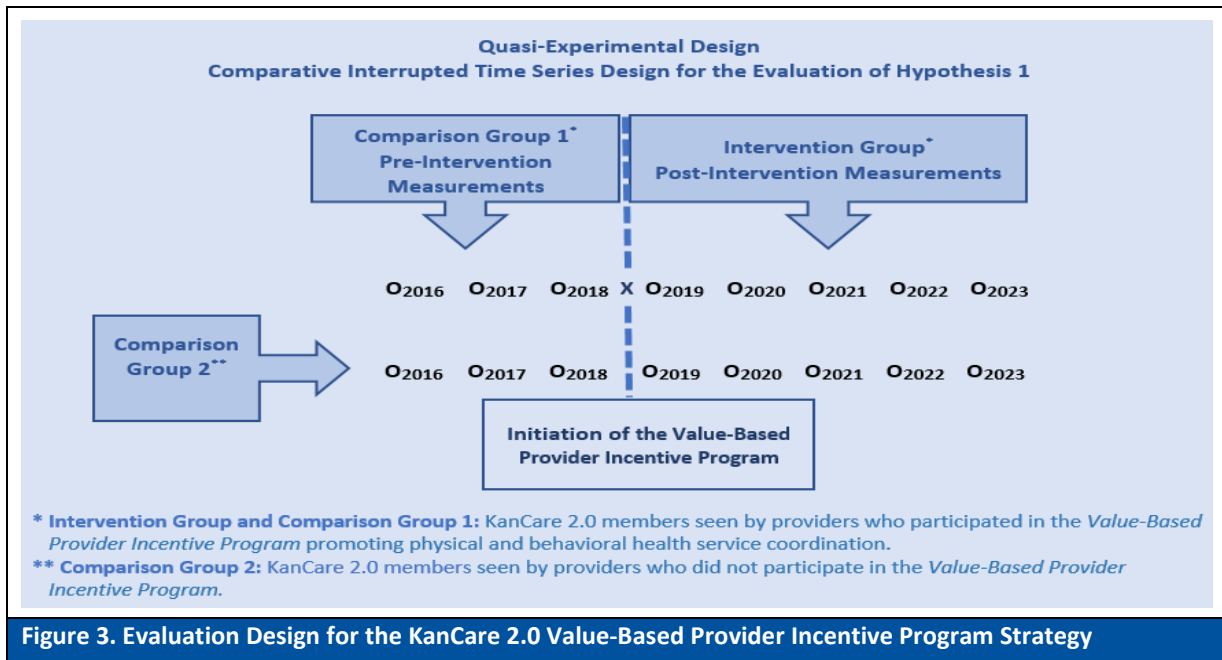 Quasi-Experimental Design
Comparative Interrupted Time Series Design for the Evaluation of Hypothesis 1
Comparison Group 1*
Pre-Intervention
Measurements
Intervention Group*
Post-Intervention Measurements
O2016 O2017 O2018 X O2019 O2020 O2021 O2022 O2023
Comparison
Group 2**
O2016 O2017 O2018 O2019 O2020 O2021 O2022 O2023
Initiation of the Value-Based
Provider Incentive Program
* Intervention Group and Comparison Group 1: KanCare 2.0 members seen by providers who participated in the Value-Based
Provider Incentive Program promoting physical and behavioral health service coordination.
** Comparison Group 2: KanCare 2.0 members seen by providers who did not participate in the Value-Based Provider
Incentive Program.
Figure 3. Evaluation Design for the KanCare 2.0 Value-Based Provider Incentive Program Strategy